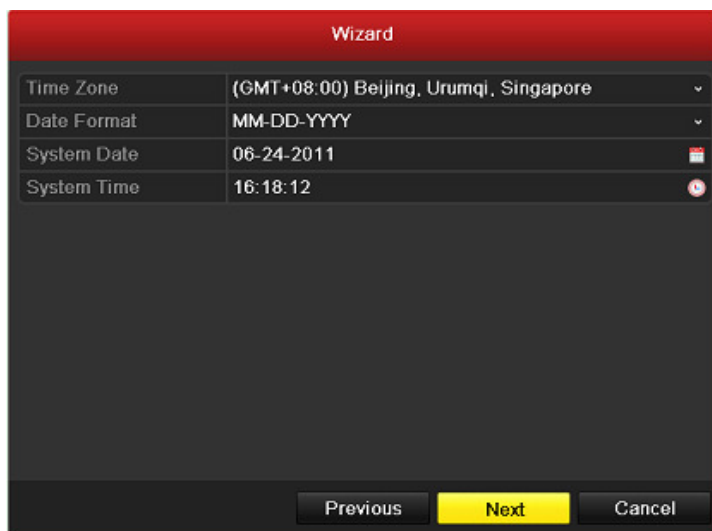 Wizard
Time Zone (GMT+08:00) Beijing, Urumqi, Singapore
Date Format MM-DD-YYYY
System Date 06-24-2011
System Time 16:18:12
Previous Next Cancel